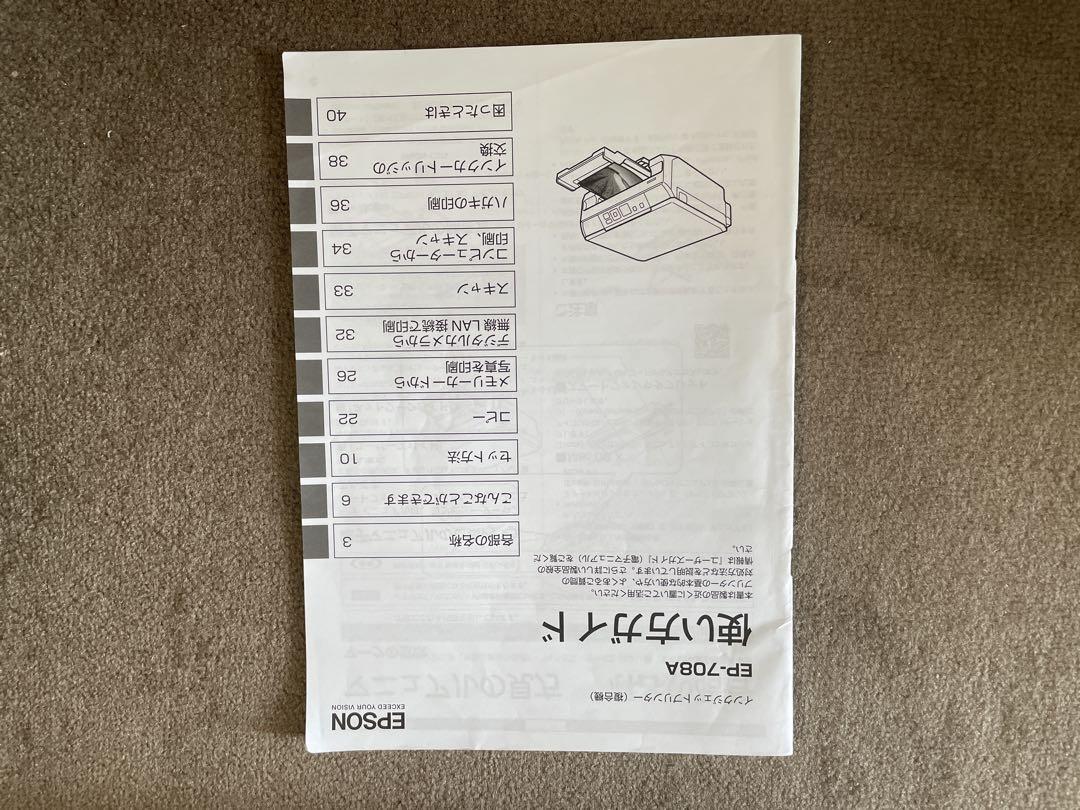 EPSON
EXCEED YOUR VISION
インクジェットプリンター（複合機）
EP-708A
使い方ガイド
本書は製品の近くに置いてご活用ください。
プリンターの基本的な使い方や、よくあるご質問の
対処方法などを説明しています。さらに詳しい製品全般の
情報は『ユーザーズガイド』（電子マニュアル）をご覧くだ
さい。
各部の名称 3
こんなことができます 6
セット方法 10
コピー 22
メモリーカードから
写真を印刷 26
デジタルカメラから
無線 LAN 接続で印刷 32
スキャン 33
コンピューターから
印刷、スキャン 34
ハガキの印刷 36
インクカートリッジの
交換 38
困ったときは 40
マニュアルの見方